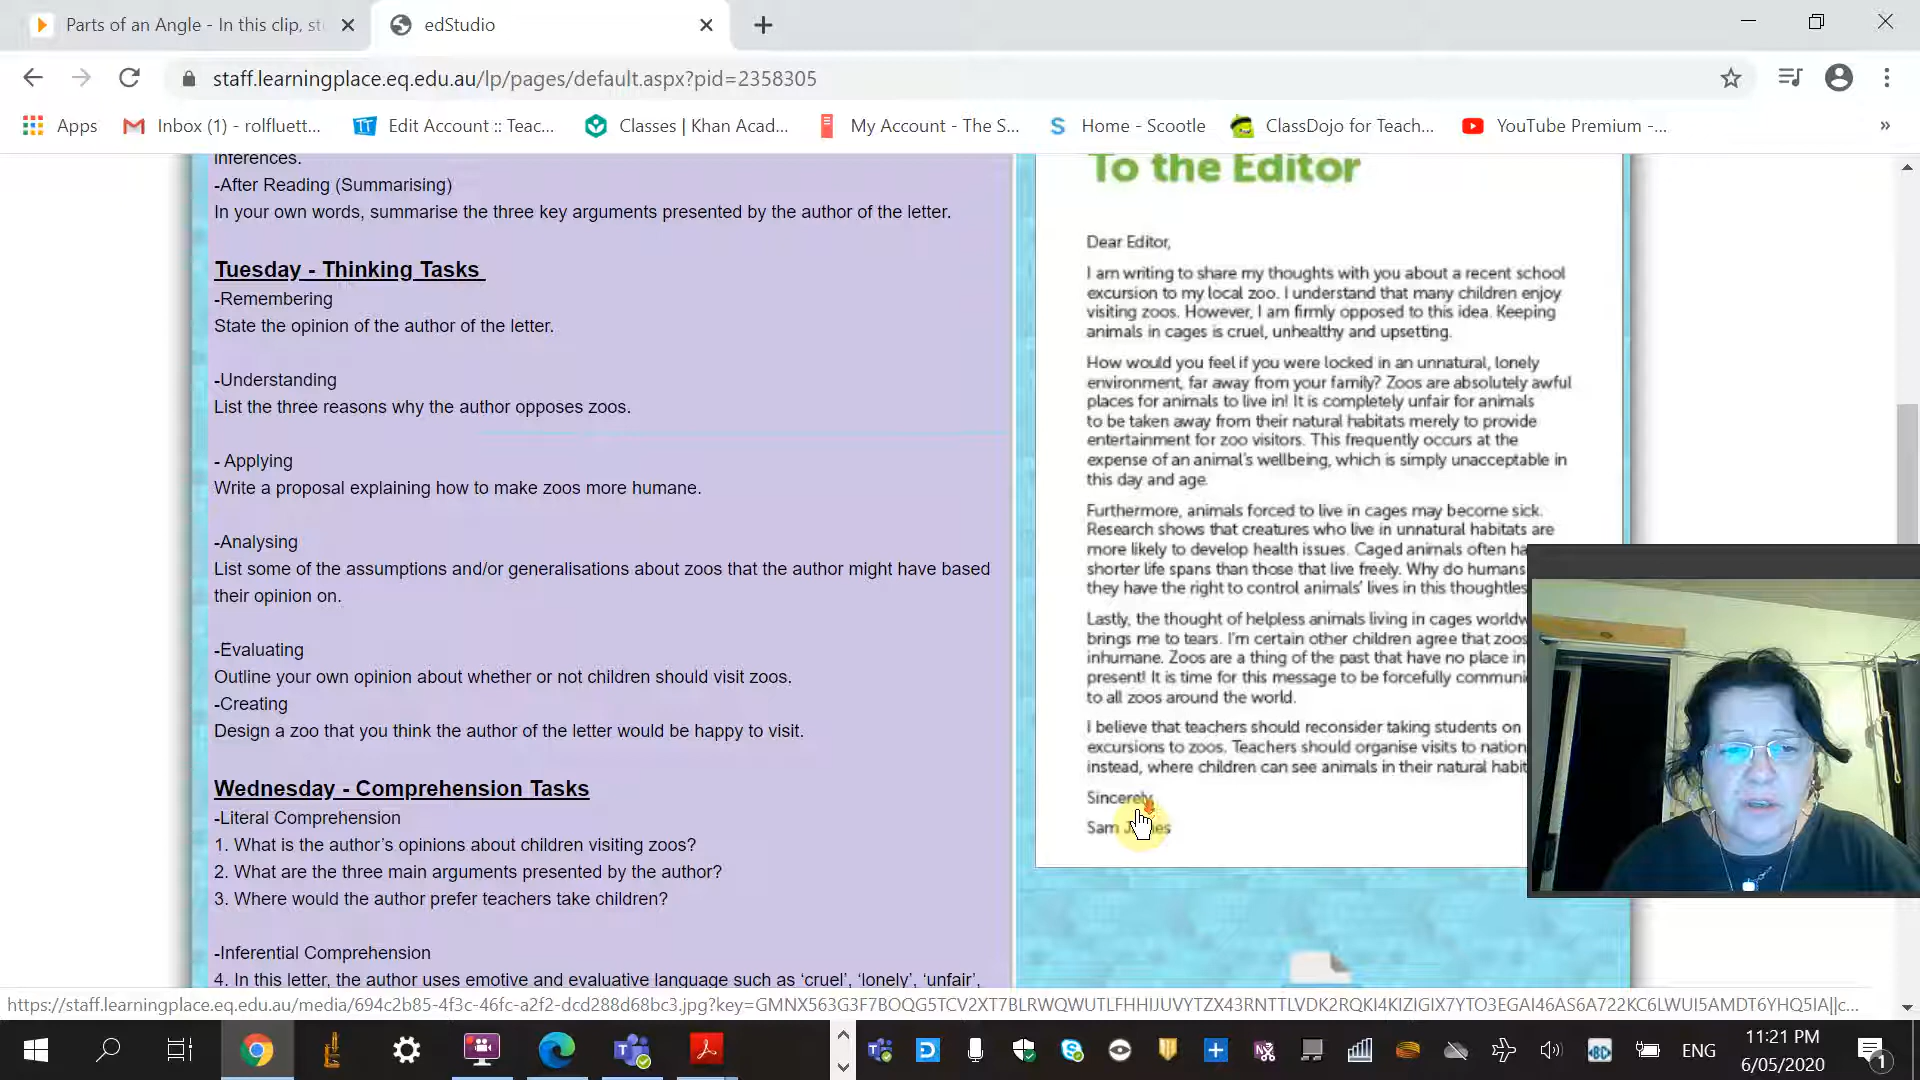 Parts of an Angle - In this clip, st
edStudio
staff.learningplace.eq.edu.au/lp/pages/default.aspx?pid=2358305
Apps
Inbox (1) - rolfluett...
Edit Account :: Teac...
Classes | Khan Acad...
My Account - The S...
Home - Scootle
ClassDojo for Teach...
YouTube Premium -...
»
inferences.
-After Reading (Summarising)
In your own words, summarise the three key arguments presented by the author of the letter.
Tuesday - Thinking Tasks
-Remembering
State the opinion of the author of the letter.
-Understanding
List the three reasons why the author opposes zoos.
- Applying
Write a proposal explaining how to make zoos more humane.
-Analysing
List some of the assumptions and/or generalisations about zoos that the author might have based
their opinion on.
-Evaluating
Outline your own opinion about whether or not children should visit zoos.
-Creating
Design a zoo that you think the author of the letter would be happy to visit.
Wednesday - Comprehension Tasks
-Literal Comprehension
1. What is the author's opinions about children visiting zoos?
2. What are the three main arguments presented by the author?
3. Where would the author prefer teachers take children?
-Inferential Comprehension
4. In this letter, the author uses emotive and evaluative language such as ‘cruel’, ‘lonely’, ‘unfair’,
To the Editor
Dear Editor,
I am writing to share my thoughts with you about a recent school
excursion to my local zoo. I understand that many children enjoy
visiting zoos. However, I am firmly opposed to this idea. Keeping
animals in cages is cruel, unhealthy and upsetting.
How would you feel if you were locked in an unnatural, lonely
environment, far away from your family? Zoos are absolutely awful
places for animals to live in! It is completely unfair for animals
to be taken away from their natural habitats merely to provide
entertainment for zoo visitors. This frequently occurs at the
expense of an animal's wellbeing, which is simply unacceptable in
this day and age.
Furthermore, animals forced to live in cages may become sick.
Research shows that creatures who live in unnatural habitats are
more likely to develop health issues. Caged animals often ha
shorter life spans than those that live freely. Why do humans
they have the right to control animals' lives in this thoughtles
Lastly, the thought of helpless animals living in cages worldw
brings me to tears. I'm certain other children agree that zoos
inhumane. Zoos are a thing of the past that have no place in
present! It is time for this message to be forcefully communi
to all zoos around the world.
I believe that teachers should reconsider taking students on
excursions to zoos. Teachers should organise visits to nation
instead, where children can see animals in their natural habit
Sincerely,
Sam
https://staff.learningplace.eq.edu.au/media/694c2b85-4f3c-46fc-a2f2-dcd288d68bc3.jpg?key=GMNX563G3F7BOQG5TCV2XT7BLRWQWUTLFHHIJUVYTZX43RNTTLVDK2RQKI4KIZIGIX7YTO3EGAI46AS6A722KC6LWUI5AMDT6YHQ5IA||c...
ENG
11:21 PM
6/05/2020
1